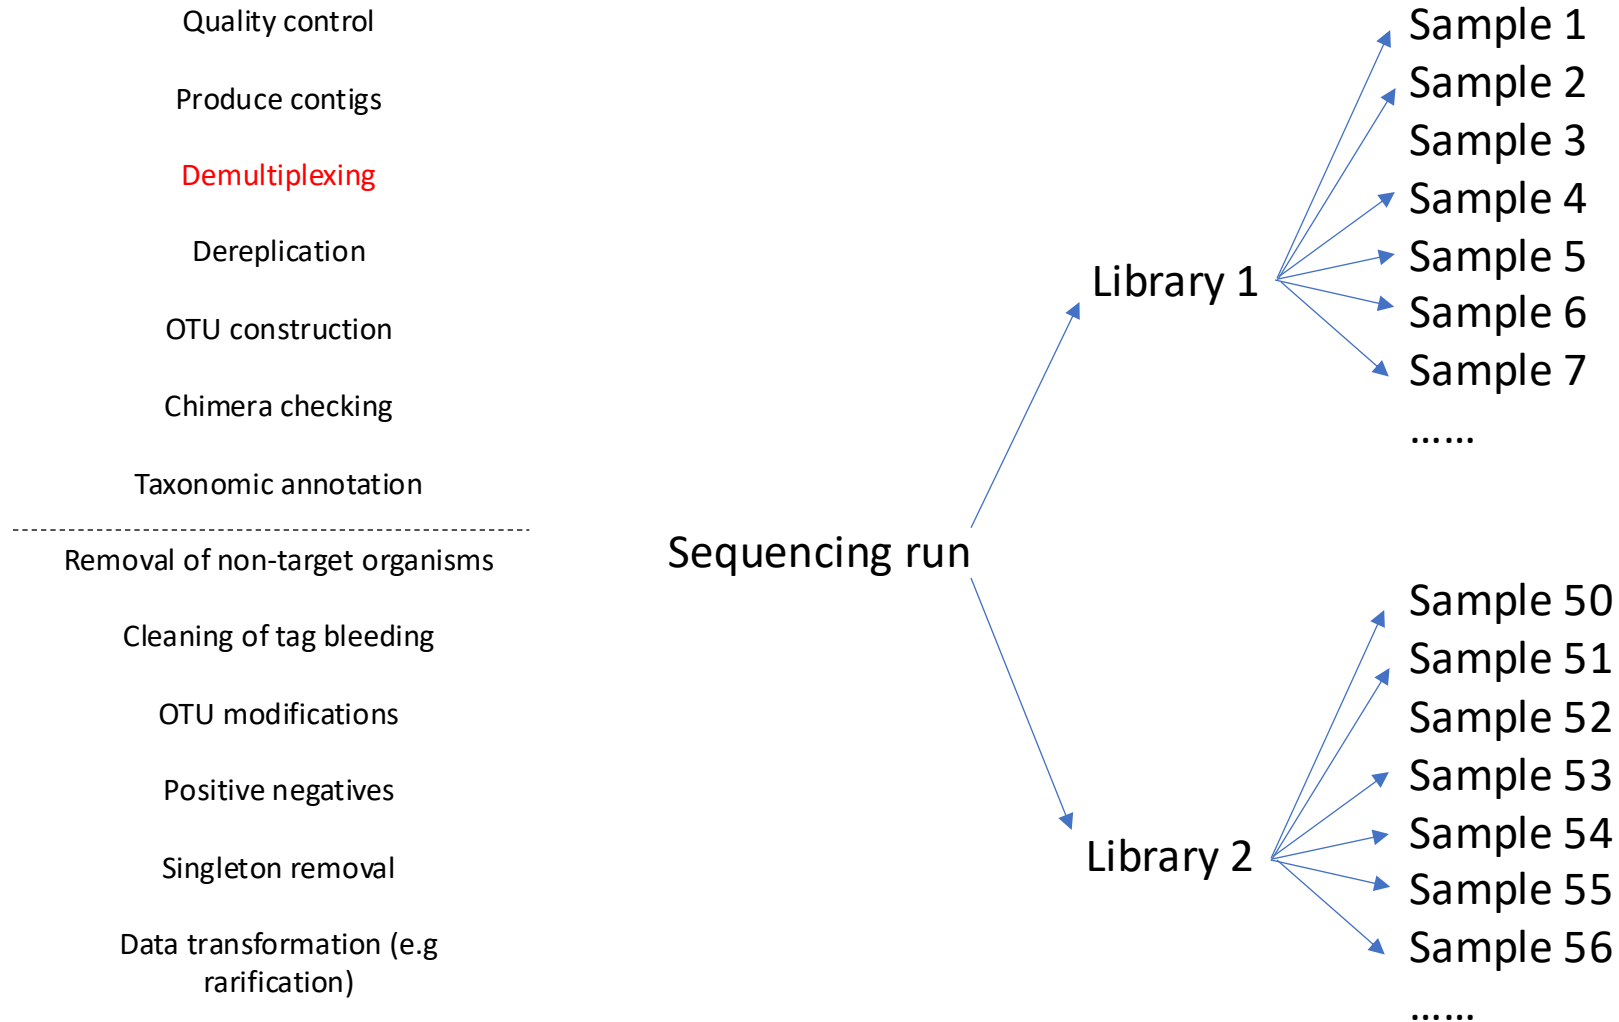 Quality control
Produce contigs
Demultiplexing
Dereplication
OTU construction
Chimera checking
Taxonomic annotation
Removal of non-target organisms
Cleaning of tag bleeding
OTU modifications
Positive negatives
Singleton removal
Data transformation (e.g
rarification)
Sequencing run
Library 1
Sample 1
Sample 2
Sample 3
Sample 4
Sample 5
Sample 6
Sample 7
......
Library 2
Sample 50
Sample 51
Sample 52
Sample 53
Sample 54
Sample 55
Sample 56
......